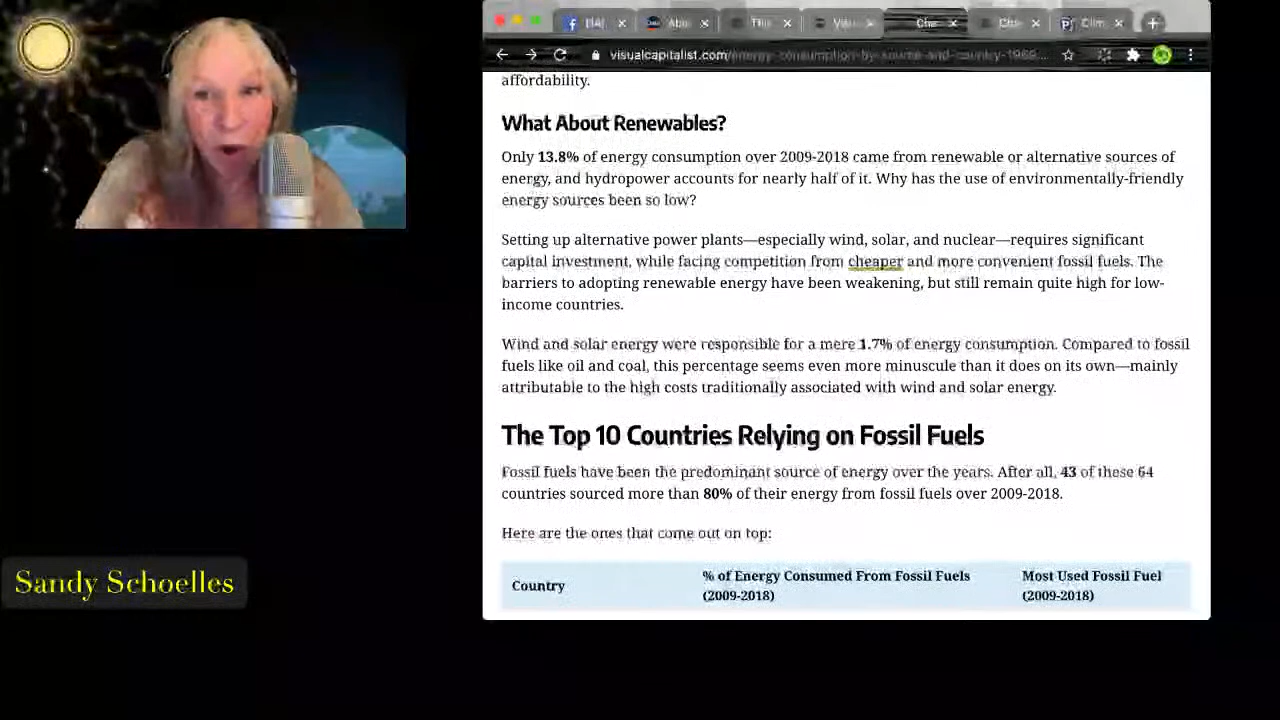 visualcapitalist.com/energy-consumption-by-source-and-country-1969...
affordability.
What About Renewables?
Only 13.8% of energy consumption over 2009-2018 came from renewable or alternative sources of
energy, and hydropower accounts for nearly half of it. Why has the use of environmentally-friendly
energy sources been so low?
Setting up alternative power plants—especially wind, solar, and nuclear—requires significant
capital investment, while facing competition from cheaper and more convenient fossil fuels. The
barriers to adopting renewable energy have been weakening, but still remain quite high for low-
income countries.
Wind and solar energy were responsible for a mere 1.7% of energy consumption. Compared to fossil
fuels like oil and coal, this percentage seems even more minuscule than it does on its own—mainly
attributable to the high costs traditionally associated with wind and solar energy.
The Top 10 Countries Relying on Fossil Fuels
Fossil fuels have been the predominant source of energy over the years. After all, 43 of these 64
countries sourced more than 80% of their energy from fossil fuels over 2009-2018.
Here are the ones that come out on top:
Country
% of Energy Consumed From Fossil Fuels
(2009-2018)
Most Used Fossil Fuel
(2009-2018)
Sandy Schoelles